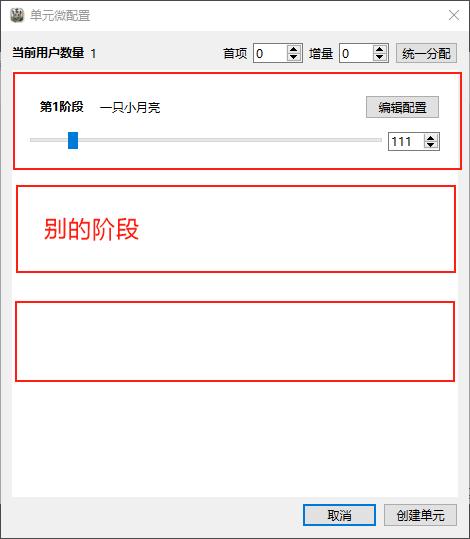 单元微配置
当前用户数量 1 首项 0 增量 0 统一分配
第1阶段 一只小月亮 编辑配置
111
别的阶段
取消 创建单元